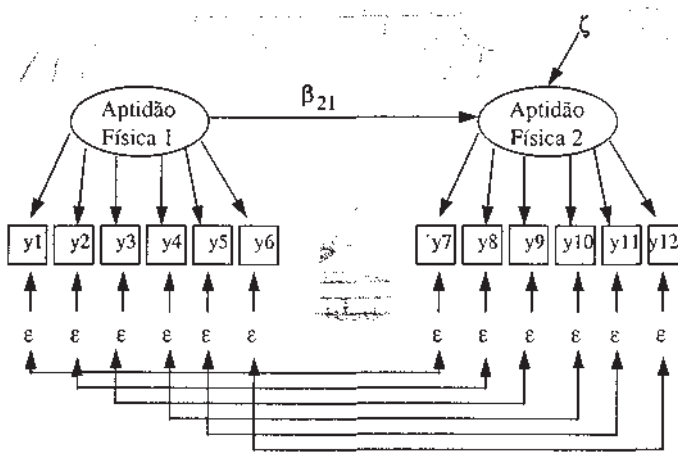 ζ
β21
Aptidão
Física 1
Aptidão
Física 2
y1 y2 y3 y4 y5 y6 y7 y8 y9 y10 y11 y12
ε ε ε ε ε ε ε ε ε ε ε ε